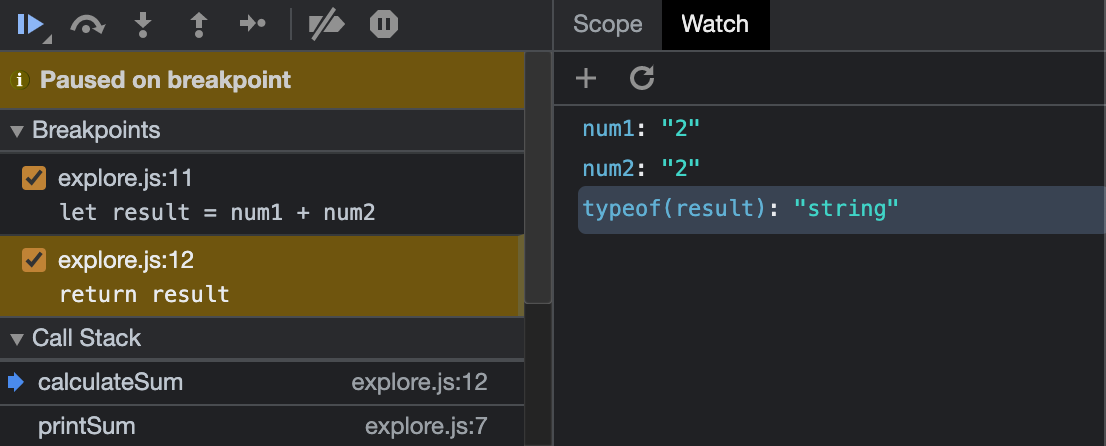 Paused on breakpoint
Breakpoints
explore.js:11
let result = num1 + num2
explore.js:12
return result
Call Stack
calculateSum explore.js:12
printSum explore.js:7
Scope Watch
num1: "2"
num2: "2"
typeof(result): "string"